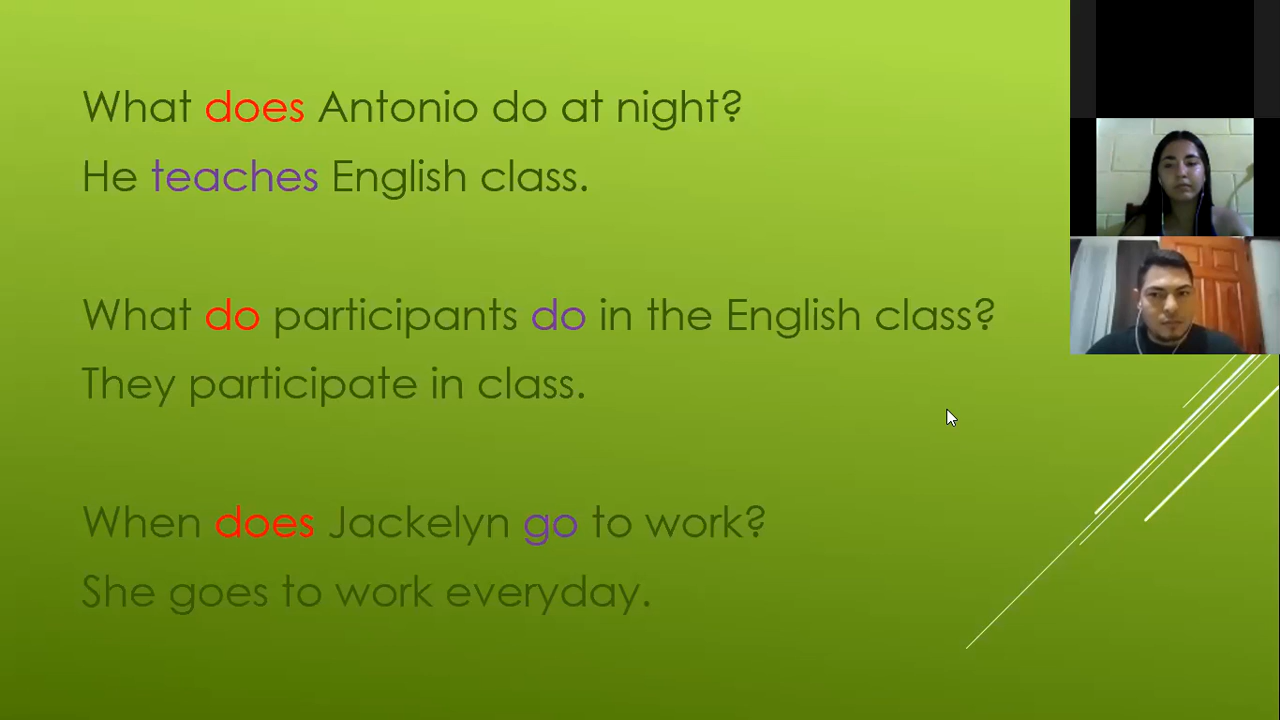 What does Antonio do at night?
He teaches English class.
What do participants do in the English class?
They participate in class.
When does Jackelyn go to work?
She goes to work everyday.